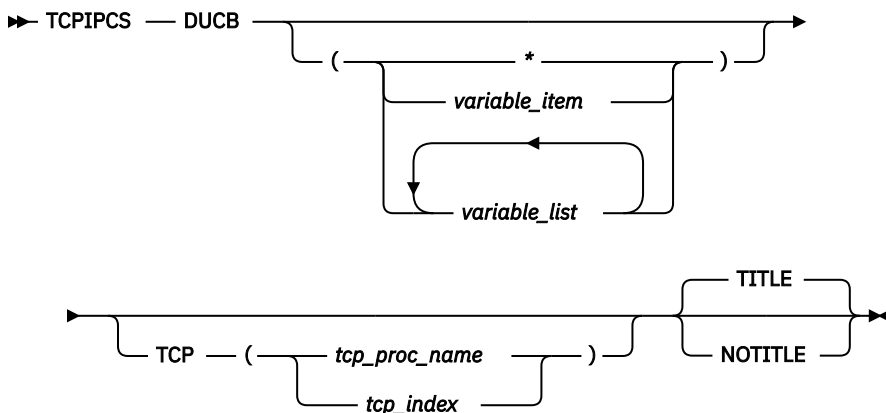 TCPIPCS DUCB
( * )
variable_item
variable_list
TITLE
TCP ( tcp_proc_name ) NOTITLE
tcp_index